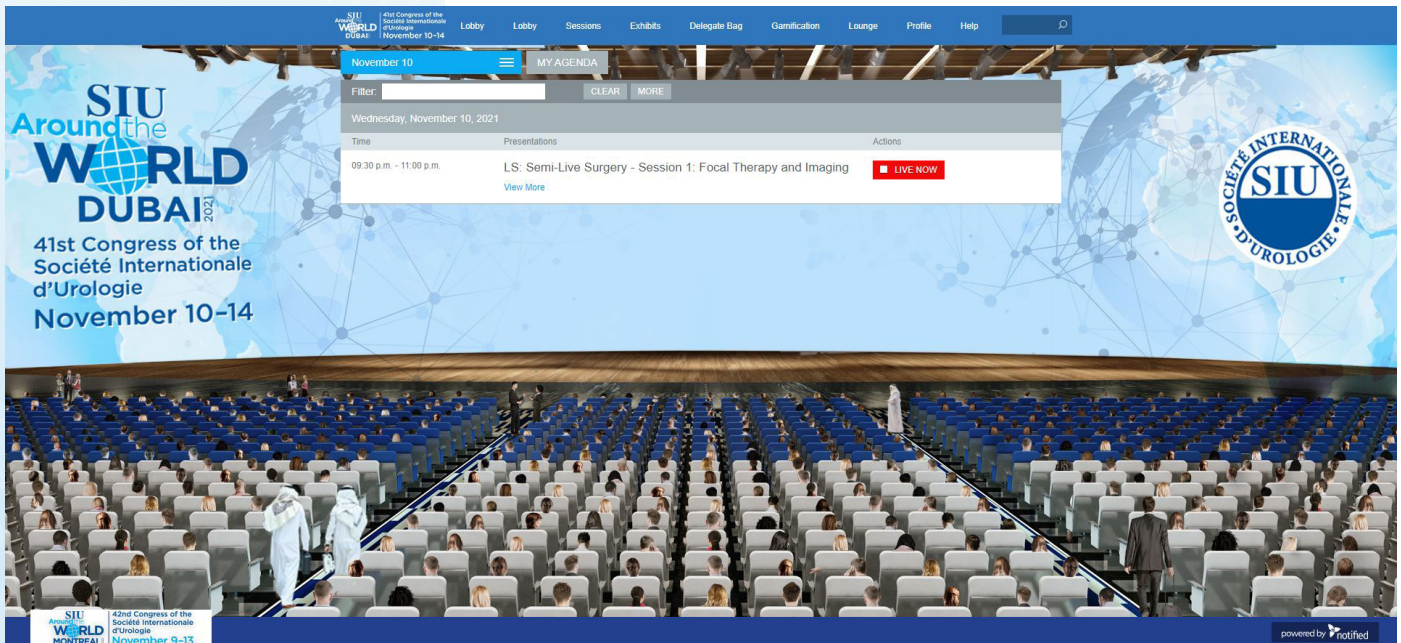 SIU
Around the
WORLD
DUBAI
41st Congress of the
Société Internationale
d'Urologie
November 10–14
Lobby
Lobby
Sessions
Exhibits
Delegate Bag
Gamification
Lounge
Profile
Help
November 10
MY AGENDA
Filter:
CLEAR
MORE
Wednesday, November 10, 2021
Time
Presentations
Actions
09:30 p.m. - 11:00 p.m.
LS: Semi-Live Surgery - Session 1: Focal Therapy and Imaging
LIVE NOW
View More
SIU
Around the
WORLD
DUBAI 2021
41st Congress of the
Société Internationale
d'Urologie
November 10–14
SOCIÉTÉ INTERNATIONALE
SIU
D'UROLOGIE
SIU
Around the
WORLD
MONTREAL
42nd Congress of the
Société Internationale
d'Urologie
November 9–13
powered by notified